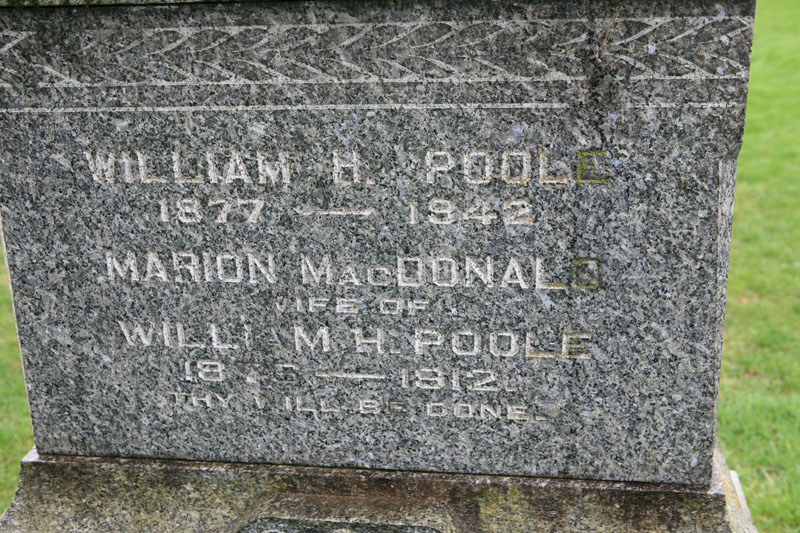 WILLIAM H. POOLE
1877 — 1942
MARION MACDONALD
WIFE OF
WILLIAM H. POOLE
— 1912.
THY WILL BE DONE